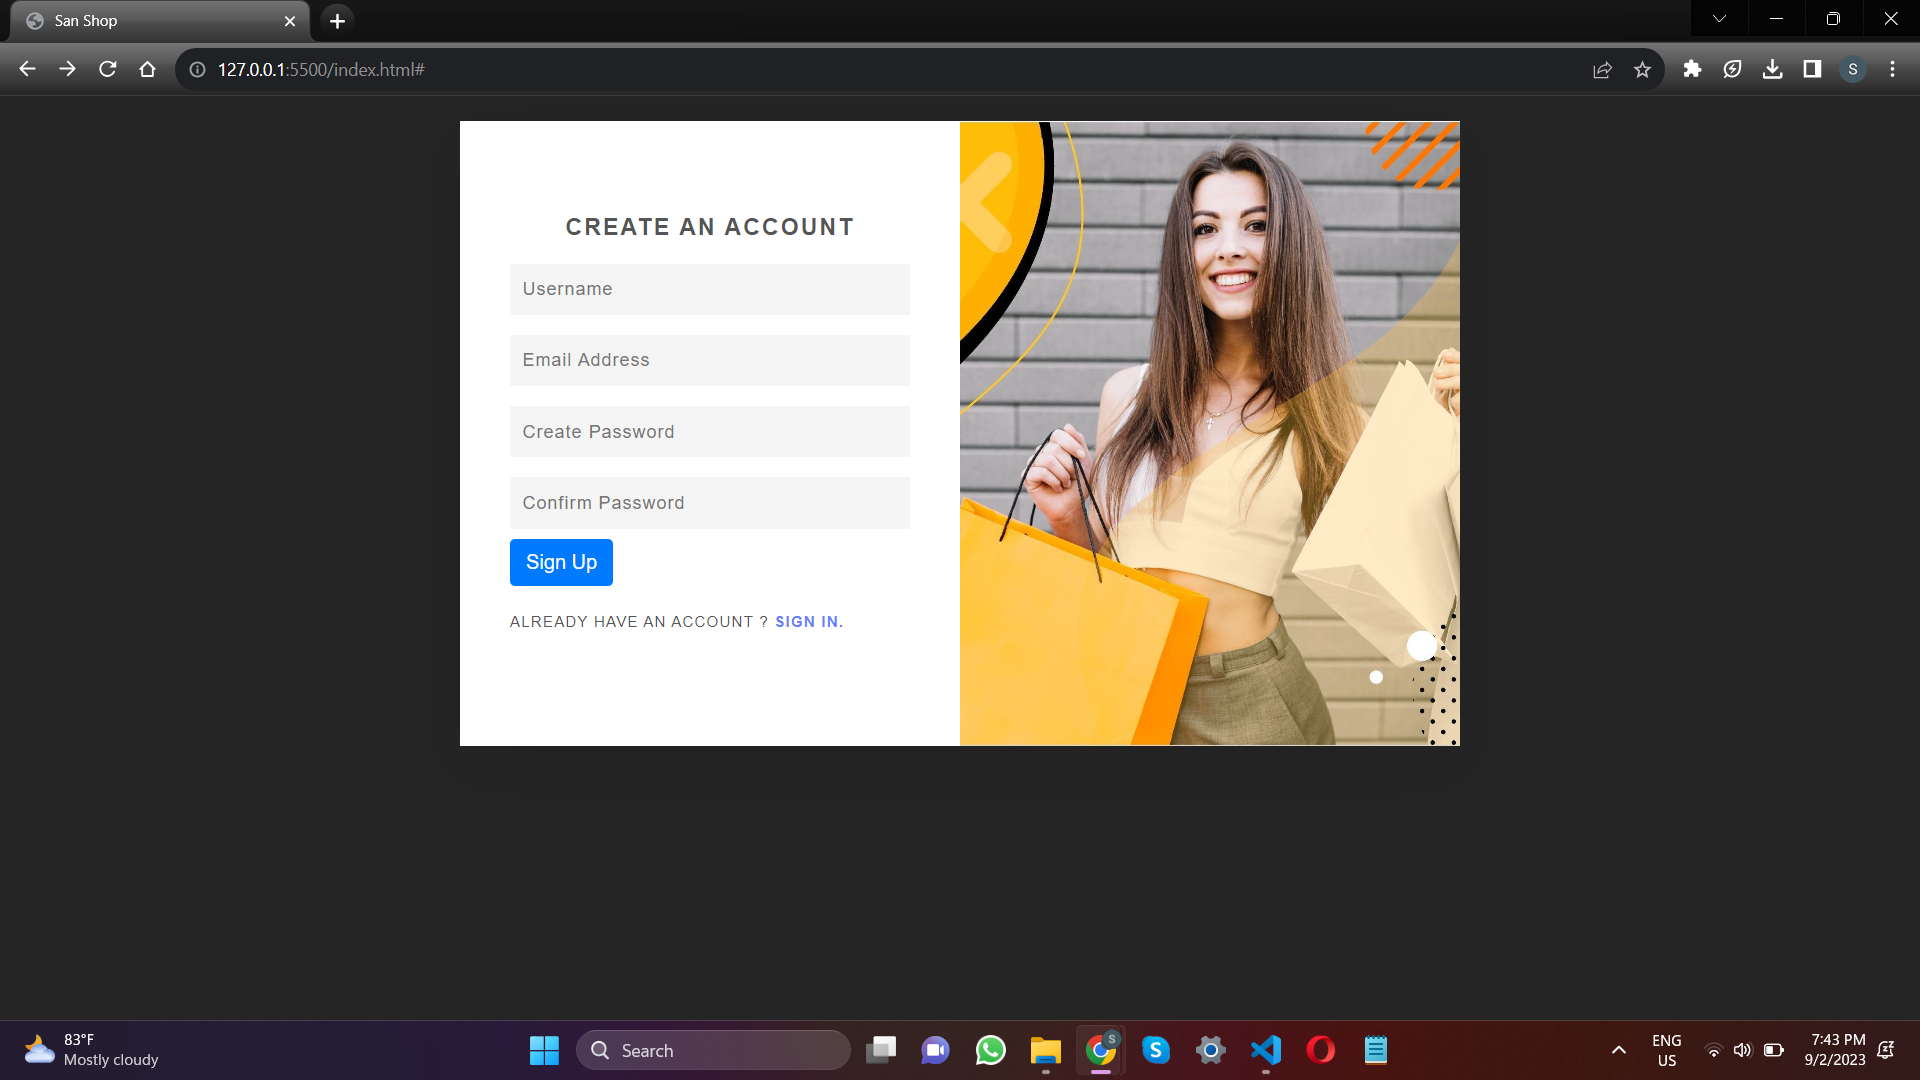 San Shop
127.0.0.1:5500/index.html#
S
CREATE AN ACCOUNT
Username
Email Address
Create Password
Confirm Password
Sign Up
ALREADY HAVE AN ACCOUNT ? SIGN IN.
83°F
Mostly cloudy
Search
S
S
ENG
US
7:43 PM
9/2/2023